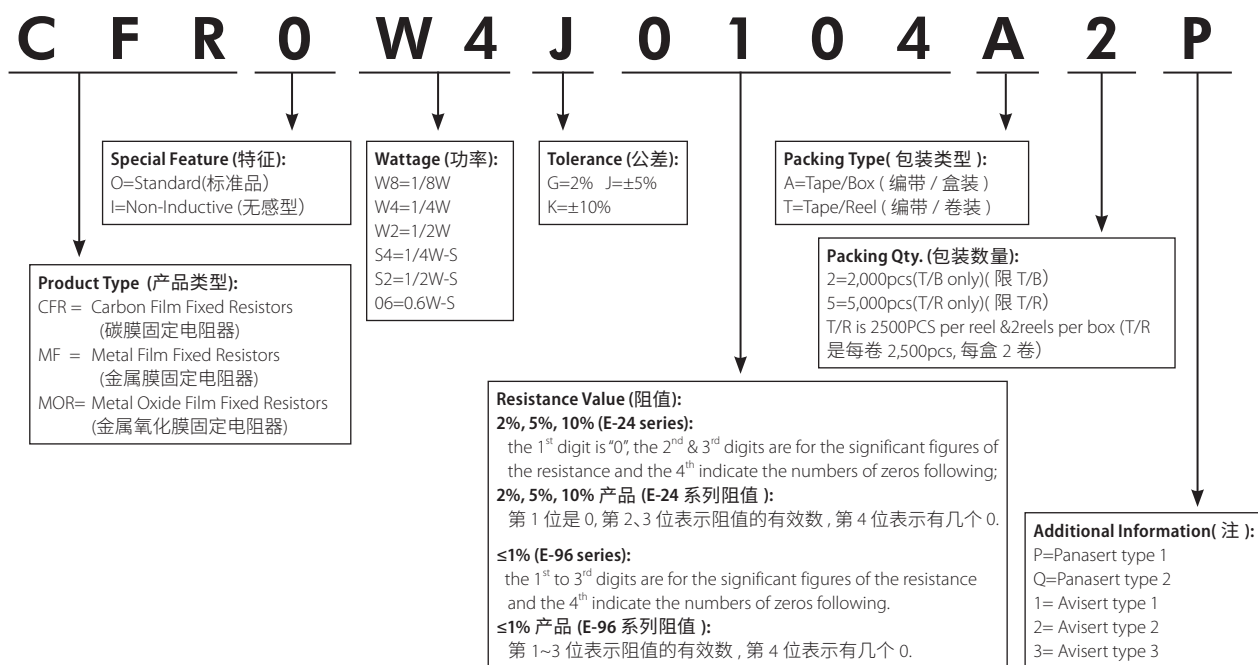 C F R 0 W 4 J 0 1 0 4 A 2 P
Special Feature (特征):
O=Standard(标准品)
I=Non-Inductive (无感型)
Wattage (功率):
W8=1/8W
W4=1/4W
W2=1/2W
S4=1/4W-S
S2=1/2W-S
06=0.6W-S
Tolerance (公差):
G=2% J=±5%
K=±10%
Packing Type( 包装类型 ):
A=Tape/Box ( 编带 / 盒装 )
T=Tape/Reel ( 编带 / 卷装 )
Packing Qty. (包装数量):
2=2,000pcs(T/B only)( 限 T/B)
5=5,000pcs(T/R only)( 限 T/R)
T/R is 2500PCS per reel &2reels per box (T/R
是每卷 2,500pcs, 每盒 2 卷)
Product Type (产品类型):
CFR = Carbon Film Fixed Resistors
(碳膜固定电阻器)
MF = Metal Film Fixed Resistors
(金属膜固定电阻器)
MOR= Metal Oxide Film Fixed Resistors
(金属氧化膜固定电阻器)
Resistance Value (阻值):
2%, 5%, 10% (E-24 series):
the 1st digit is “0”, the 2nd & 3rd digits are for the significant figures of
the resistance and the 4th indicate the numbers of zeros following;
2%, 5%, 10% 产品 (E-24 系列阻值 ):
第 1 位是 0, 第 2、3 位表示阻值的有效数 , 第 4 位表示有几个 0.
≤1% (E-96 series):
the 1st to 3rd digits are for the significant figures of the resistance
and the 4th indicate the numbers of zeros following.
≤1% 产品 (E-96 系列阻值 ):
第 1~3 位表示阻值的有效数 , 第 4 位表示有几个 0.
Additional Information( 注 ):
P=Panasert type 1
Q=Panasert type 2
1= Avisert type 1
2= Avisert type 2
3= Avisert type 3